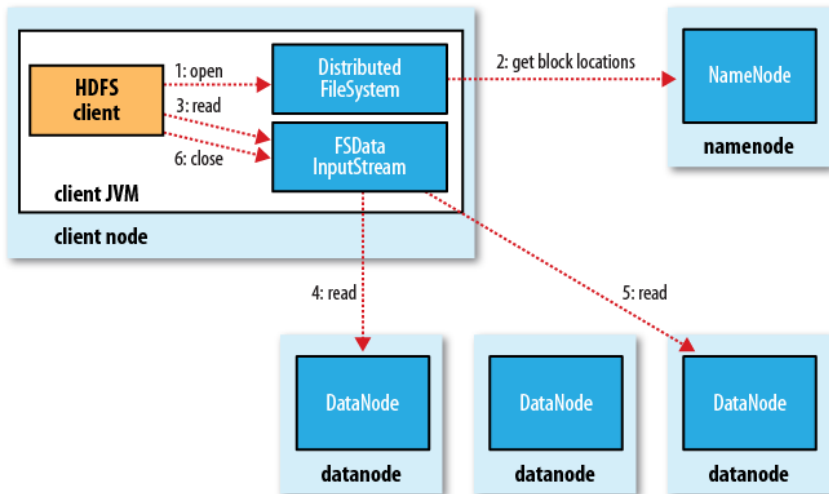 1: open
HDFS
client
3: read
6: close
Distributed
FileSystem
FSData
InputStream
2: get block locations
NameNode
namenode
client JVM
client node
4: read
5: read
DataNode
DataNode
DataNode
datanode
datanode
datanode